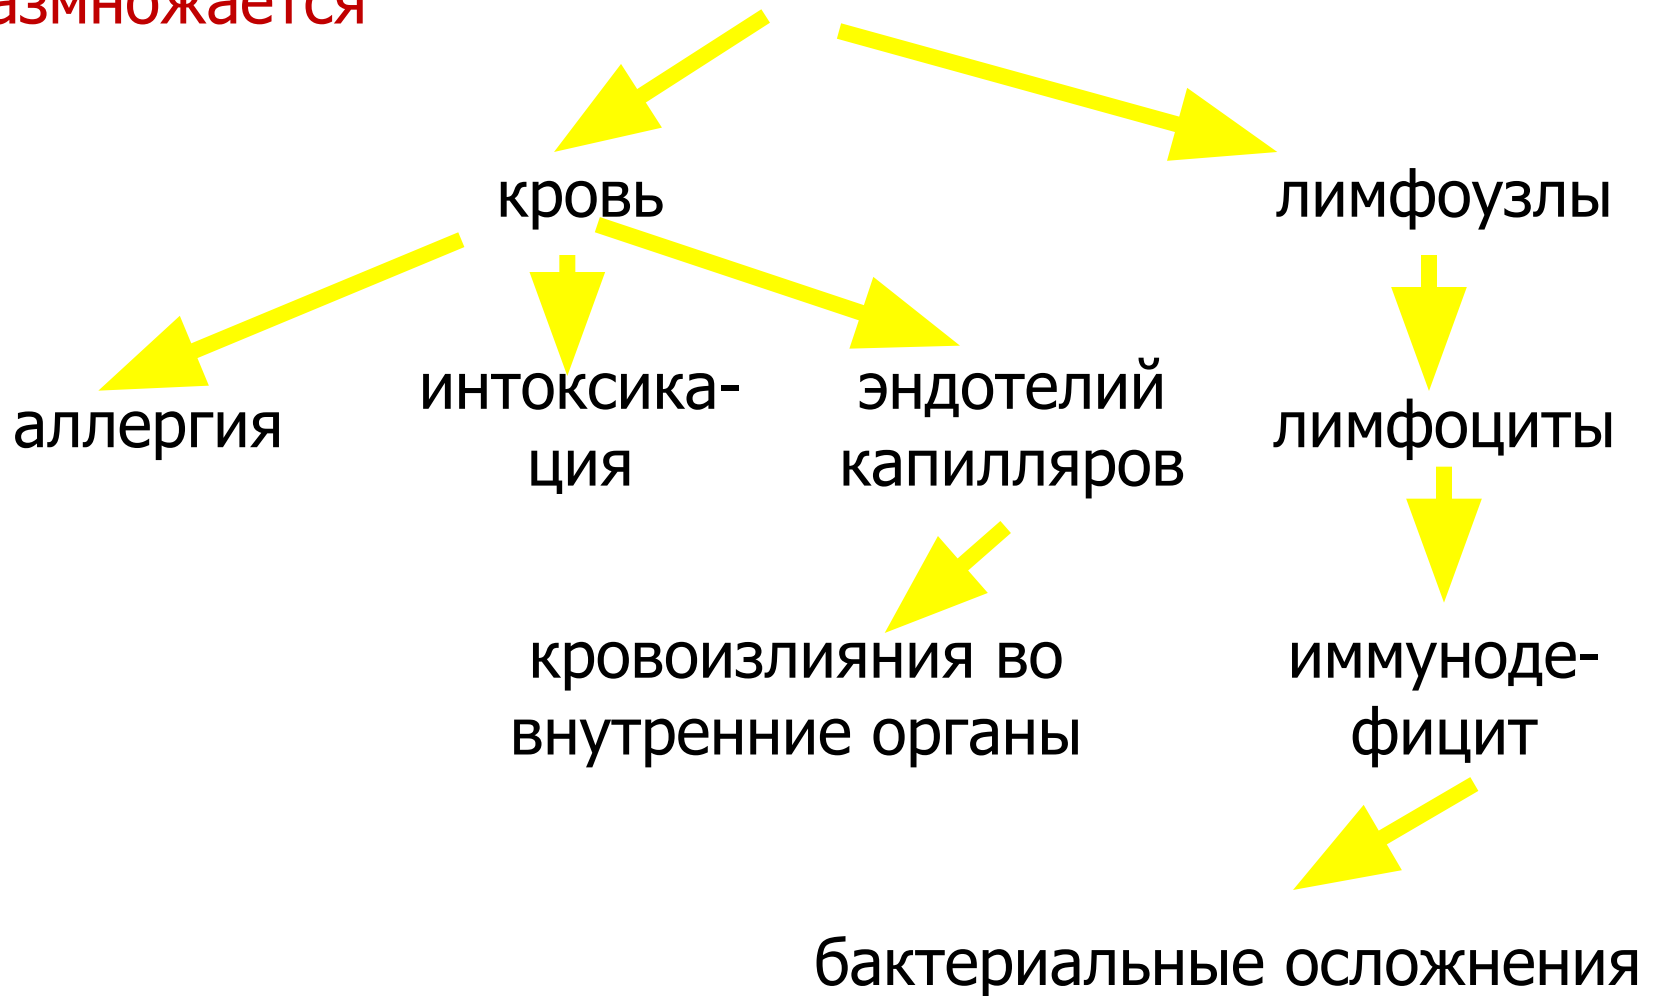 кровь
лимфоузлы
аллергия
интоксика-
ция
эндотелий
капилляров
лимфоциты
кровоизлияния во
внутренние органы
иммуноде-
фицит
бактериальные осложнения